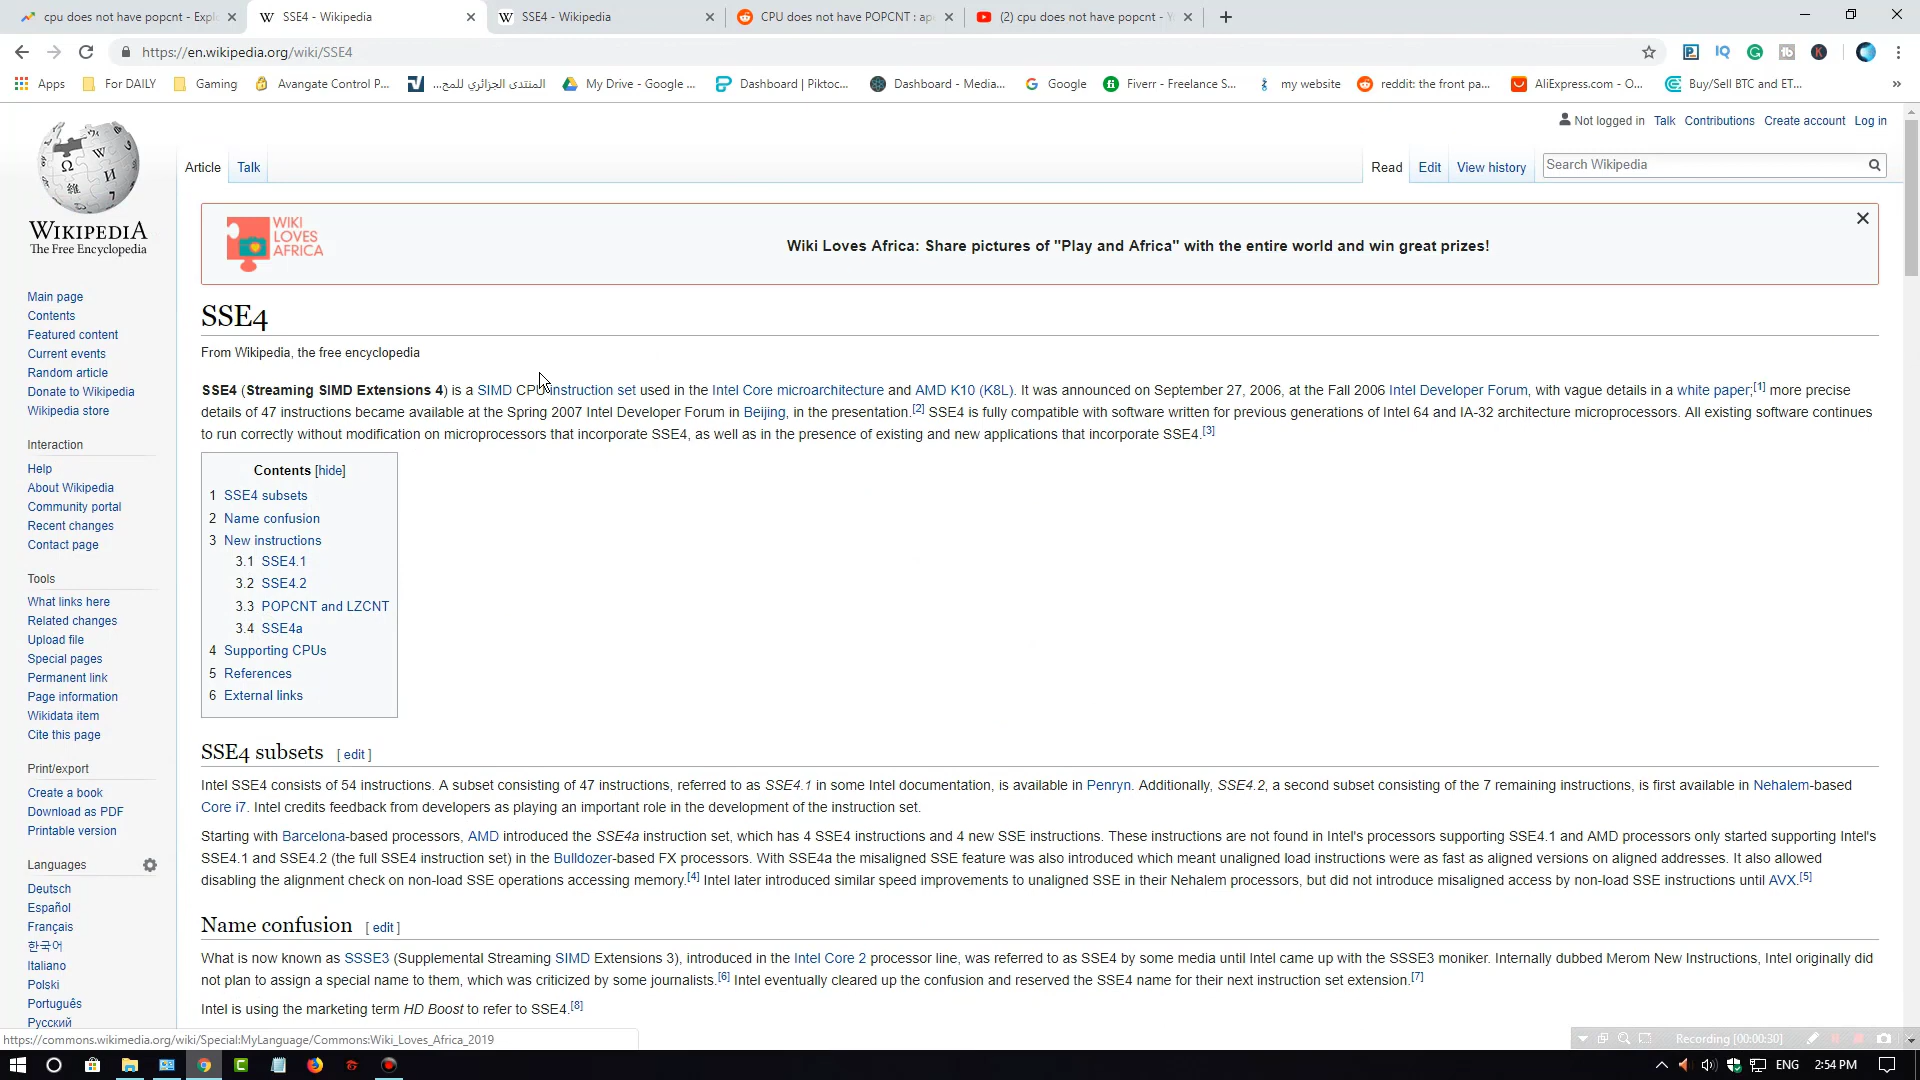 cpu does not have popcnt - Expl
SSE4 - Wikipedia
SSE4 - Wikipedia
CPU does not have POPCNT : ap
(2) cpu does not have popcnt - Y
https://en.wikipedia.org/wiki/SSE4
Apps
For DAILY
Gaming
Avangate Control P...
المنتدى الجزائري للمح...
My Drive - Google ...
Dashboard | Piktoc...
Dashboard - Media...
Google
Fiverr - Freelance S...
my website
reddit: the front pa...
AliExpress.com - O...
Buy/Sell BTC and ET...
Not logged in Talk Contributions Create account Log in
Article Talk
Read Edit View history
Search Wikipedia
WIKIPEDIA
The Free Encyclopedia
WIKI
LOVES
AFRICA
Wiki Loves Africa: Share pictures of "Play and Africa" with the entire world and win great prizes!
Main page
Contents
Featured content
Current events
Random article
Donate to Wikipedia
Wikipedia store
Interaction
Help
About Wikipedia
Community portal
Recent changes
Contact page
Tools
What links here
Related changes
Upload file
Special pages
Permanent link
Page information
Wikidata item
Cite this page
Print/export
Create a book
Download as PDF
Printable version
Languages
Deutsch
Español
Français
한국어
Italiano
Polski
Português
Русский
SSE4
From Wikipedia, the free encyclopedia
SSE4 (Streaming SIMD Extensions 4) is a SIMD CPU instruction set used in the Intel Core microarchitecture and AMD K10 (K8L). It was announced on September 27, 2006, at the Fall 2006 Intel Developer Forum, with vague details in a white paper;[1] more precise
details of 47 instructions became available at the Spring 2007 Intel Developer Forum in Beijing, in the presentation.[2] SSE4 is fully compatible with software written for previous generations of Intel 64 and IA-32 architecture microprocessors. All existing software continues
to run correctly without modification on microprocessors that incorporate SSE4, as well as in the presence of existing and new applications that incorporate SSE4.[3]
Contents [hide]
1 SSE4 subsets
2 Name confusion
3 New instructions
3.1 SSE4.1
3.2 SSE4.2
3.3 POPCNT and LZCNT
3.4 SSE4a
4 Supporting CPUs
5 References
6 External links
SSE4 subsets [ edit ]
Intel SSE4 consists of 54 instructions. A subset consisting of 47 instructions, referred to as SSE4.1 in some Intel documentation, is available in Penryn. Additionally, SSE4.2, a second subset consisting of the 7 remaining instructions, is first available in Nehalem-based
Core i7. Intel credits feedback from developers as playing an important role in the development of the instruction set.
Starting with Barcelona-based processors, AMD introduced the SSE4a instruction set, which has 4 SSE4 instructions and 4 new SSE instructions. These instructions are not found in Intel's processors supporting SSE4.1 and AMD processors only started supporting Intel's
SSE4.1 and SSE4.2 (the full SSE4 instruction set) in the Bulldozer-based FX processors. With SSE4a the misaligned SSE feature was also introduced which meant unaligned load instructions were as fast as aligned versions on aligned addresses. It also allowed
disabling the alignment check on non-load SSE operations accessing memory.[4] Intel later introduced similar speed improvements to unaligned SSE in their Nehalem processors, but did not introduce misaligned access by non-load SSE instructions until AVX.[5]
Name confusion [ edit ]
What is now known as SSSE3 (Supplemental Streaming SIMD Extensions 3), introduced in the Intel Core 2 processor line, was referred to as SSE4 by some media until Intel came up with the SSSE3 moniker. Internally dubbed Merom New Instructions, Intel originally did
not plan to assign a special name to them, which was criticized by some journalists.[6] Intel eventually cleared up the confusion and reserved the SSE4 name for their next instruction set extension.[7]
Intel is using the marketing term HD Boost to refer to SSE4.[8]
https://commons.wikimedia.org/wiki/Special:MyLanguage/Commons:Wiki_Loves_Africa_2019
Recording [00:00:30]
ENG
2:54 PM